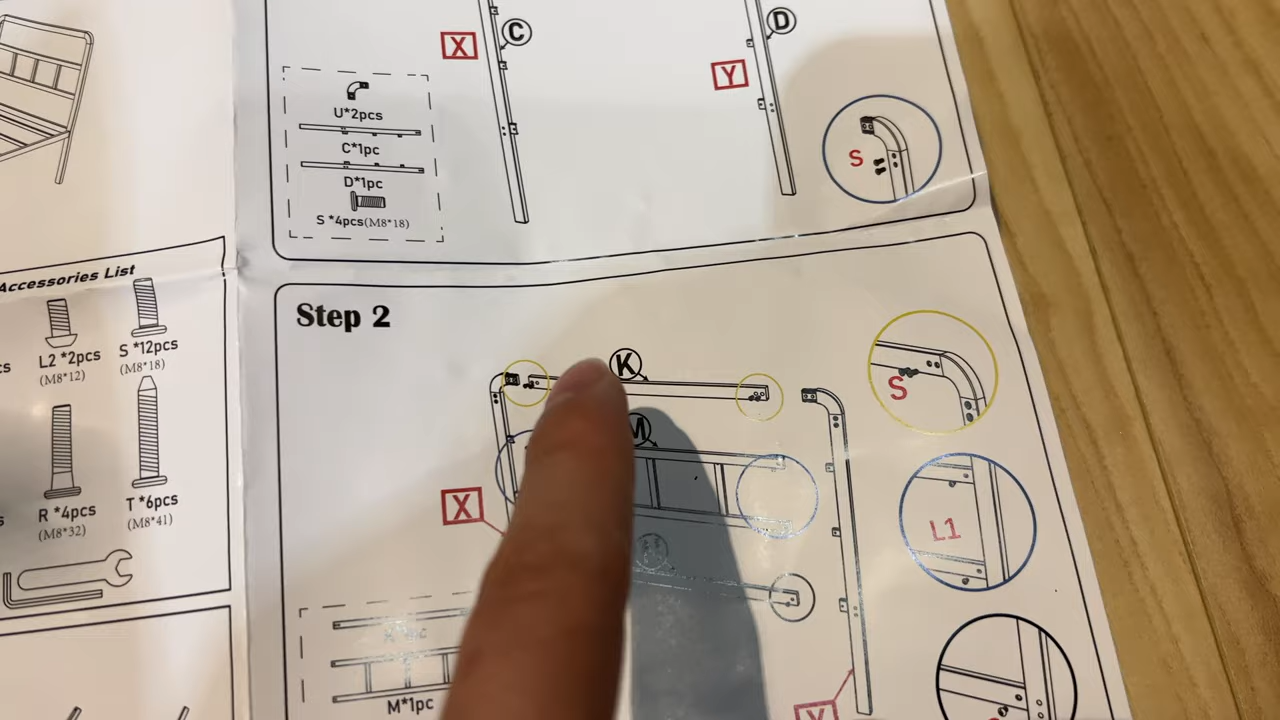 C
D
X
Y
U*2pcs
C*1pc
D*1pc
S *4pcs(M8*18)
S
Accessories List
L2 *2pcs
(M8*12)
S *12pcs
(M8*18)
R *4pcs
(M8*32)
T *6pcs
(M8*41)
Step 2
K
S
M
X
L1
M*1pc
Y